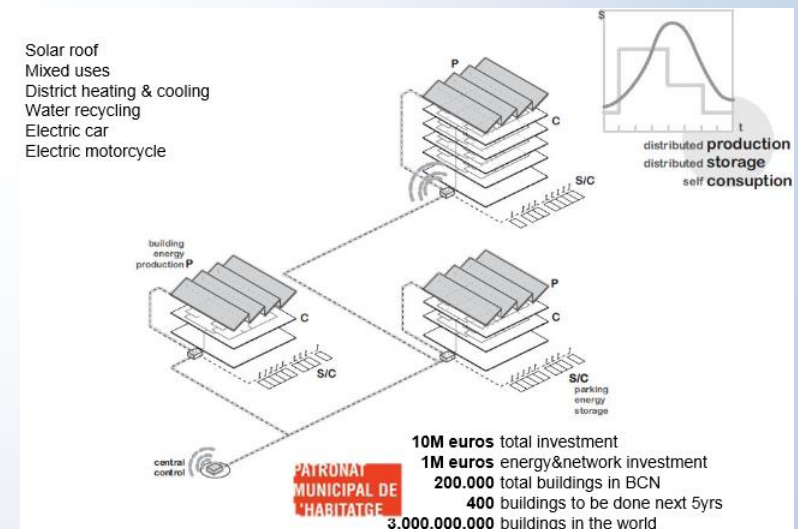 Solar roof
Mixed uses
District heating & cooling
Water recycling
Electric car
Electric motorcycle
$
t
distributed production
distributed storage
self consuption
P
C
S/C
building
energy
production P
C
S/C
P
C
S/C
parking
energy
storage
central
control
PATRONAT
MUNICIPAL DE
L'HABITATGE
10M euros total investment
1M euros energy&network investment
200.000 total buildings in BCN
400 buildings to be done next 5yrs
3.000.000.000 buildings in the world